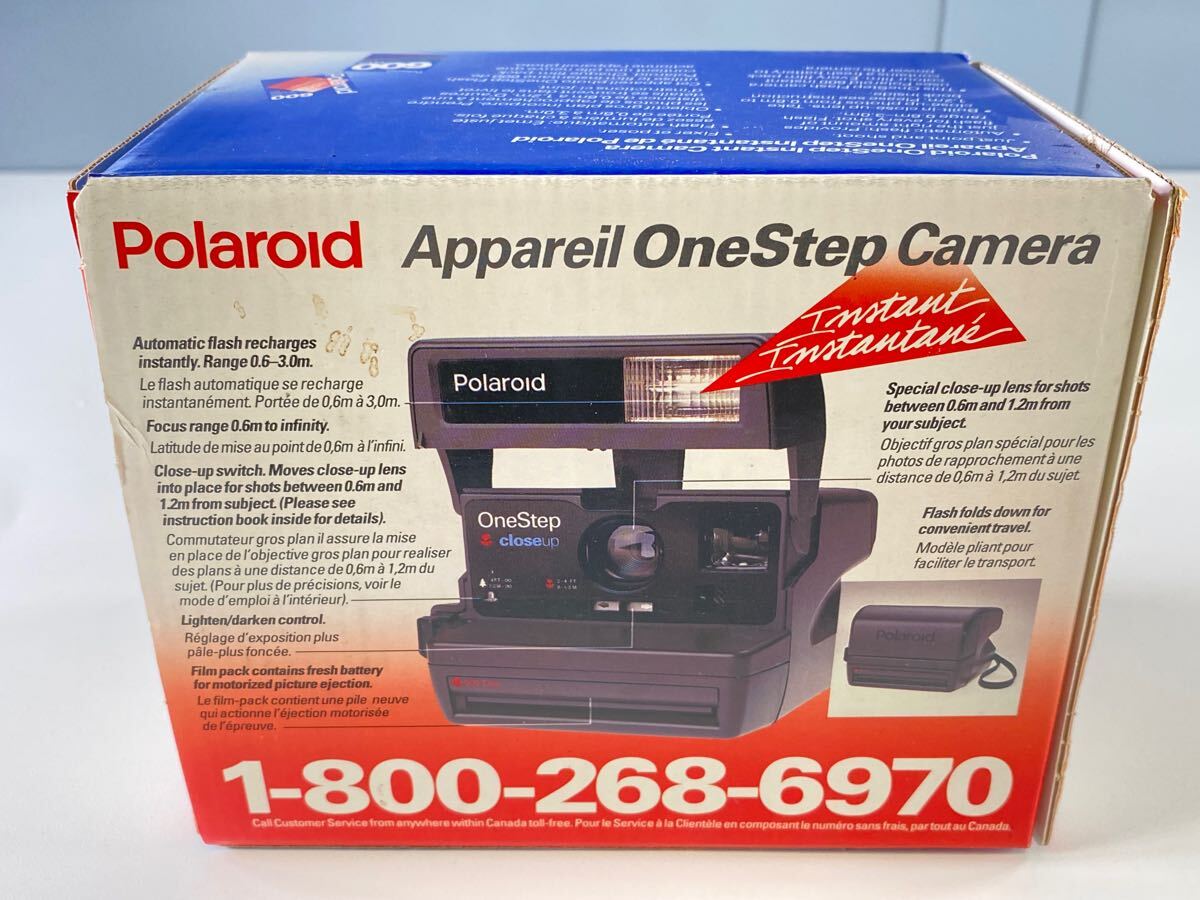 Polaroid OneStep Instant Camera
Appareil OneStep Instantané de Polaroid
Polaroid
600
Polaroid Appareil OneStep Camera
Instant
Instantané
Automatic flash recharges
instantly. Range 0.6–3.0m.
Le flash automatique se recharge
instantanément. Portée de 0,6m à 3,0m.
Focus range 0.6m to infinity.
Latitude de mise au point de 0,6m à l'infini.
Close-up switch. Moves close-up lens
into place for shots between 0.6m and
1.2m from subject. (Please see
instruction book inside for details).
Commutateur gros plan il assure la mise
en place de l'objective gros plan pour realiser
des plans à une distance de 0,6m à 1,2m du
sujet. (Pour plus de précisions, voir le
mode d'emploi à l'intérieur).
Lighten/darken control.
Réglage d'exposition plus
pâle-plus foncée.
Film pack contains fresh battery
for motorized picture ejection.
Le film-pack contient une pile neuve
qui actionne l'éjection motorisée
de l'épreuve.
Polaroid
OneStep
closeup
Special close-up lens for shots
between 0.6m and 1.2m from
your subject.
Objectif gros plan spécial pour les
photos de rapprochement à une
distance de 0,6m à 1,2m du sujet.
Flash folds down for
convenient travel.
Modèle pliant pour
faciliter le transport.
Polaroid
1-800-268-6970
Call Customer Service from anywhere within Canada toll-free. Pour le Service à la Clientèle en composant le numéro sans frais, par tout au Canada.